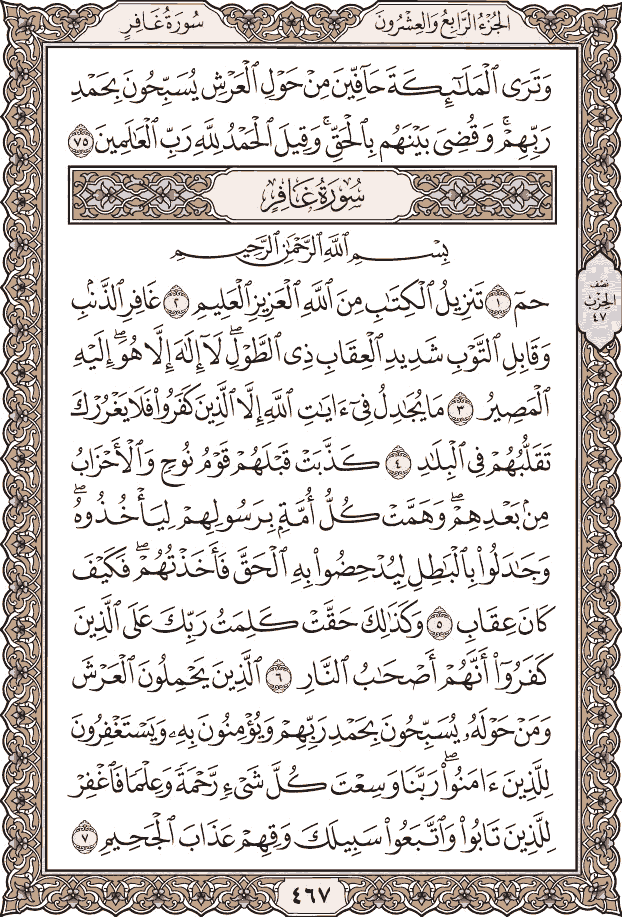 سُورَةُ غَافِرٍ
الجُزْءُ الرَّابِعُ وَالعِشْرُونَ
وَتَرَى ٱلْمَلَـٰٓئِكَةَ حَآفِّينَ مِنْ حَوْلِ ٱلْعَرْشِ يُسَبِّحُونَ بِحَمْدِ
رَبِّهِمْۚ وَقُضِىَ بَيْنَهُم بِٱلْحَقِّۚ وَقِيلَ ٱلْحَمْدُ لِلَّهِ رَبِّ ٱلْعَـٰلَمِينَ ٧٥
سُورَةُ غَافِرٍ
بِسْمِ ٱللَّهِ ٱلرَّحْمَـٰنِ ٱلرَّحِيمِ
حمٓ ١ تَنزِيلُ ٱلْكِتَـٰبِ مِنَ ٱللَّهِ ٱلْعَزِيزِ ٱلْعَلِيمِ ٢ غَافِرِ ٱلذَّنۢبِ
وَقَابِلِ ٱلتَّوْبِ شَدِيدِ ٱلْعِقَابِ ذِى ٱلطَّوْلِۖ لَآ إِلَـٰهَ إِلَّا هُوَۖ إِلَيْهِ
ٱلْمَصِيرُ ٣ مَا يُجَـٰدِلُ فِىٓ ءَايَـٰتِ ٱللَّهِ إِلَّا ٱلَّذِينَ كَفَرُوا۟ فَلَا يَغْرُرْكَ
تَقَلُّبُهُمْ فِى ٱلْبِلَـٰدِ ٤ كَذَّبَتْ قَبْلَهُمْ قَوْمُ نُوحٍ وَٱلْأَحْزَابُ
مِنۢ بَعْدِهِمْۖ وَهَمَّتْ كُلُّ أُمَّةٍۭ بِرَسُولِهِمْ لِيَأْخُذُوهُۖ
وَجَـٰدَلُوا۟ بِٱلْبَـٰطِلِ لِيُدْحِضُوا۟ بِهِ ٱلْحَقَّ فَأَخَذْتُهُمْۖ فَكَيْفَ
كَانَ عِقَابِ ٥ وَكَذَٰلِكَ حَقَّتْ كَلِمَتُ رَبِّكَ عَلَى ٱلَّذِينَ
كَفَرُوٓا۟ أَنَّهُمْ أَصْحَـٰبُ ٱلنَّارِ ٦ ٱلَّذِينَ يَحْمِلُونَ ٱلْعَرْشَ
وَمَنْ حَوْلَهُۥ يُسَبِّحُونَ بِحَمْدِ رَبِّهِمْ وَيُؤْمِنُونَ بِهِۦ وَيَسْتَغْفِرُونَ
لِلَّذِينَ ءَامَنُوا۟ۖ رَبَّنَا وَسِعْتَ كُلَّ شَىْءٍ رَّحْمَةً وَعِلْمًا فَٱغْفِرْ
لِلَّذِينَ تَابُوا۟ وَٱتَّبَعُوا۟ سَبِيلَكَ وَقِهِمْ عَذَابَ ٱلْجَحِيمِ ٧
نصف
الحزب
٤٧
٤٦٧